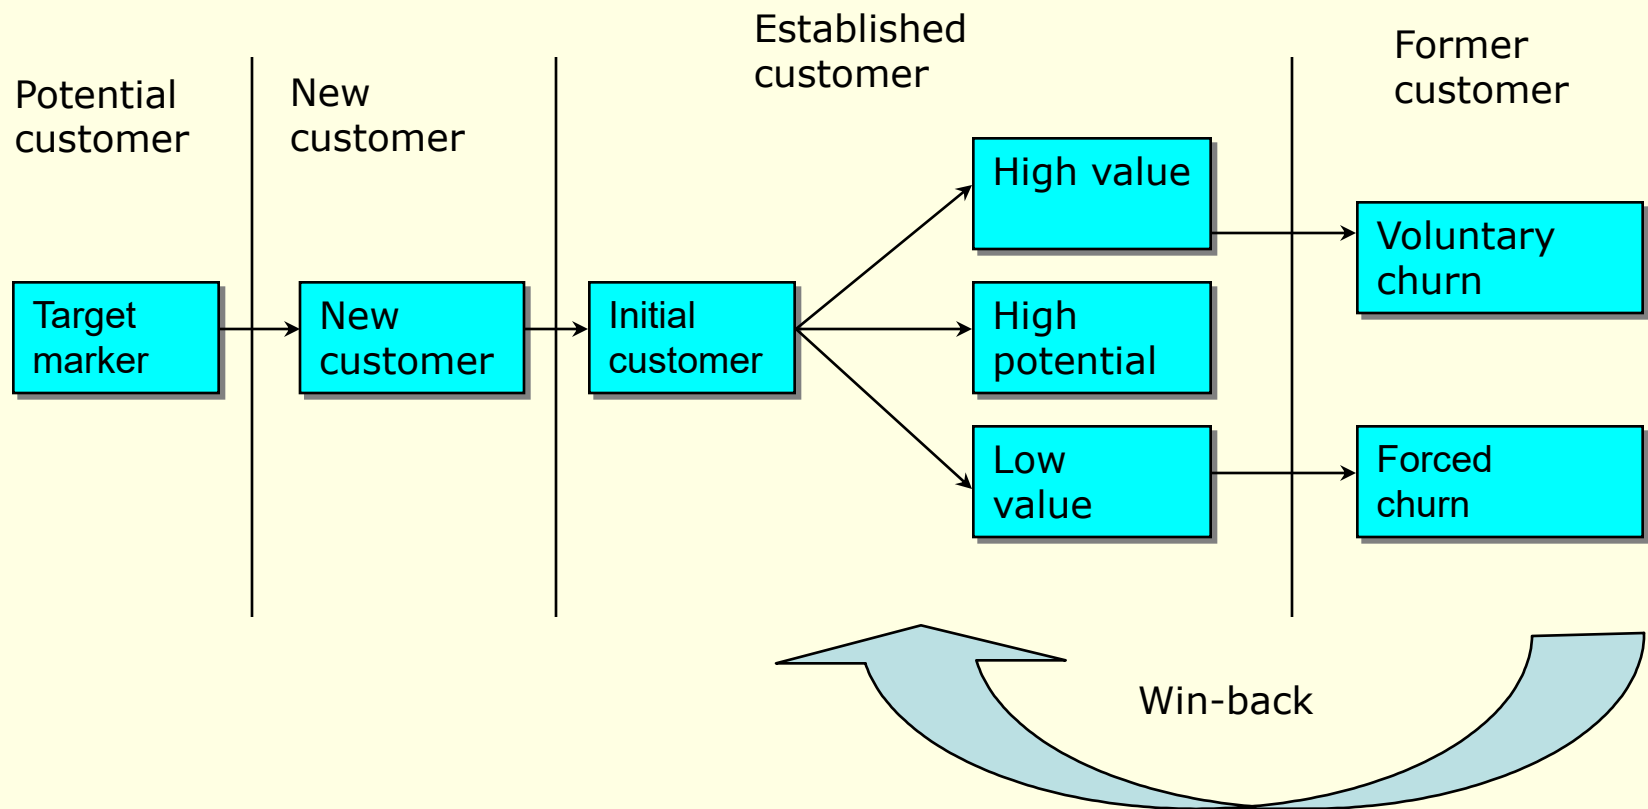 Potential
customer
New
customer
Established
customer
Former
customer
Target
marker
New
customer
Initial
customer
High value
High
potential
Low
value
Voluntary
churn
Forced
churn
Win-back